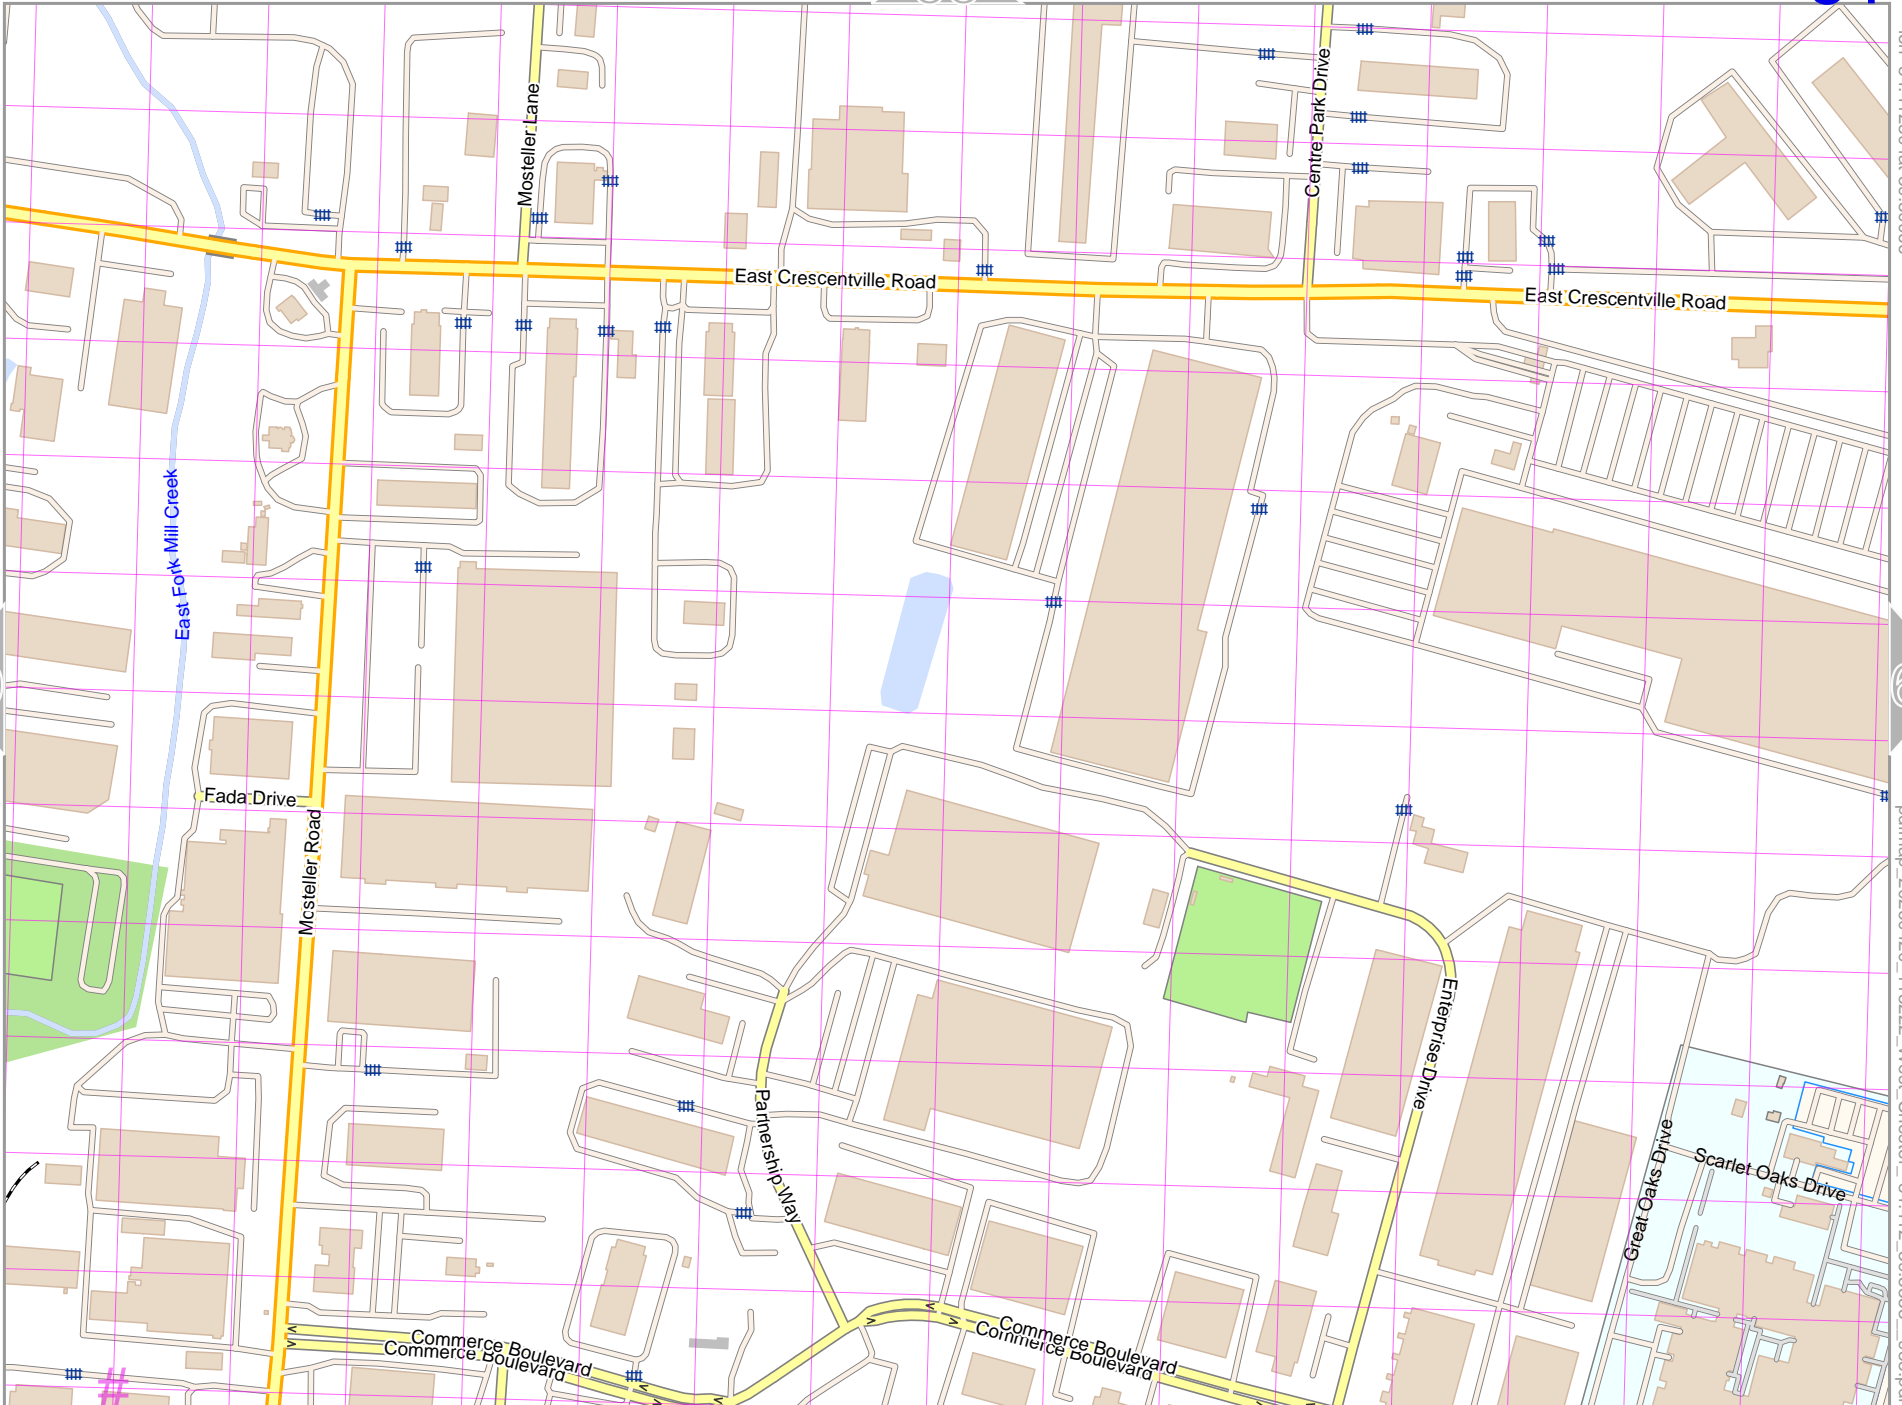 Mosteller Lane
Centre Park Drive
East Crescentville Road
East Crescentville Road
East Fork Mill Creek
Fada Drive
Mosteller Road
Enterprise Drive
Partnership Way
Great Oaks Drive
Scarlet Oaks Drive
Commerce Boulevard
Commerce Boulevard
Commerce Boulevard
Commerce Boulevard